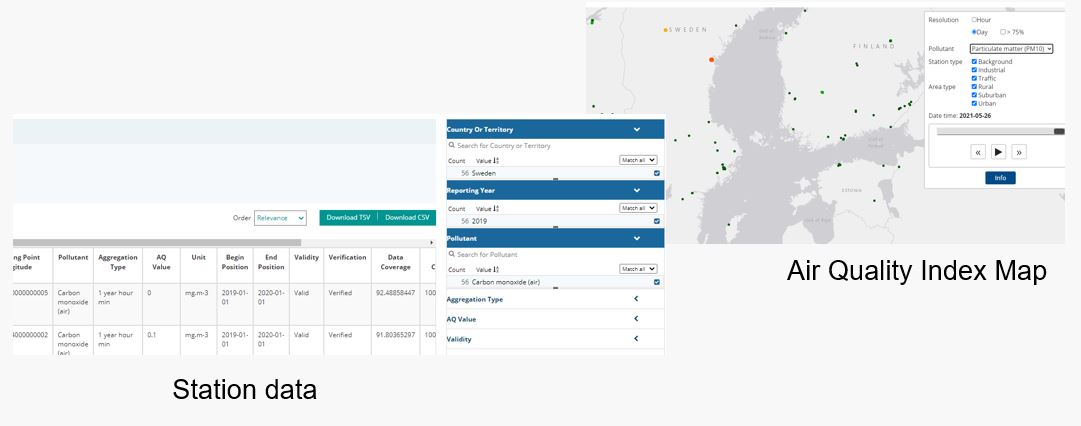 SWEDEN
FINLAND
ESTONIA
Resolution Hour
Day > 75%
Pollutant Particulate matter (PM10)
Station type Background
Industrial
Traffic
Area type Rural
Suburban
Urban
Date time: 2021-05-26
« ▶ »
Info
Air Quality Index Map
Order Relevance Download TSV Download CSV
ng Point
gitude
Pollutant
Aggregation
Type
AQ
Value
Unit
Begin
Position
End
Position
Validity
Verification
Data
Coverage
C
0000000005
Carbon
monoxide
(air)
1 year hour
min
0
mg.m-3
2019-01-
01
2020-01-
01
Valid
Verified
92.48858447
100
4000000002
Carbon
monoxide
(air)
1 year hour
min
0.1
mg.m-3
2019-01-
01
2020-01-
01
Valid
Verified
91.80365297
100
Country Or Territory
Search for Country or Territory
Count Value Match all
56 Sweden
Reporting Year
Count Value Match all
56 2019
Pollutant
Search for Pollutant
Count Value Match all
56 Carbon monoxide (air)
Aggregation Type
AQ Value
Validity
Station data